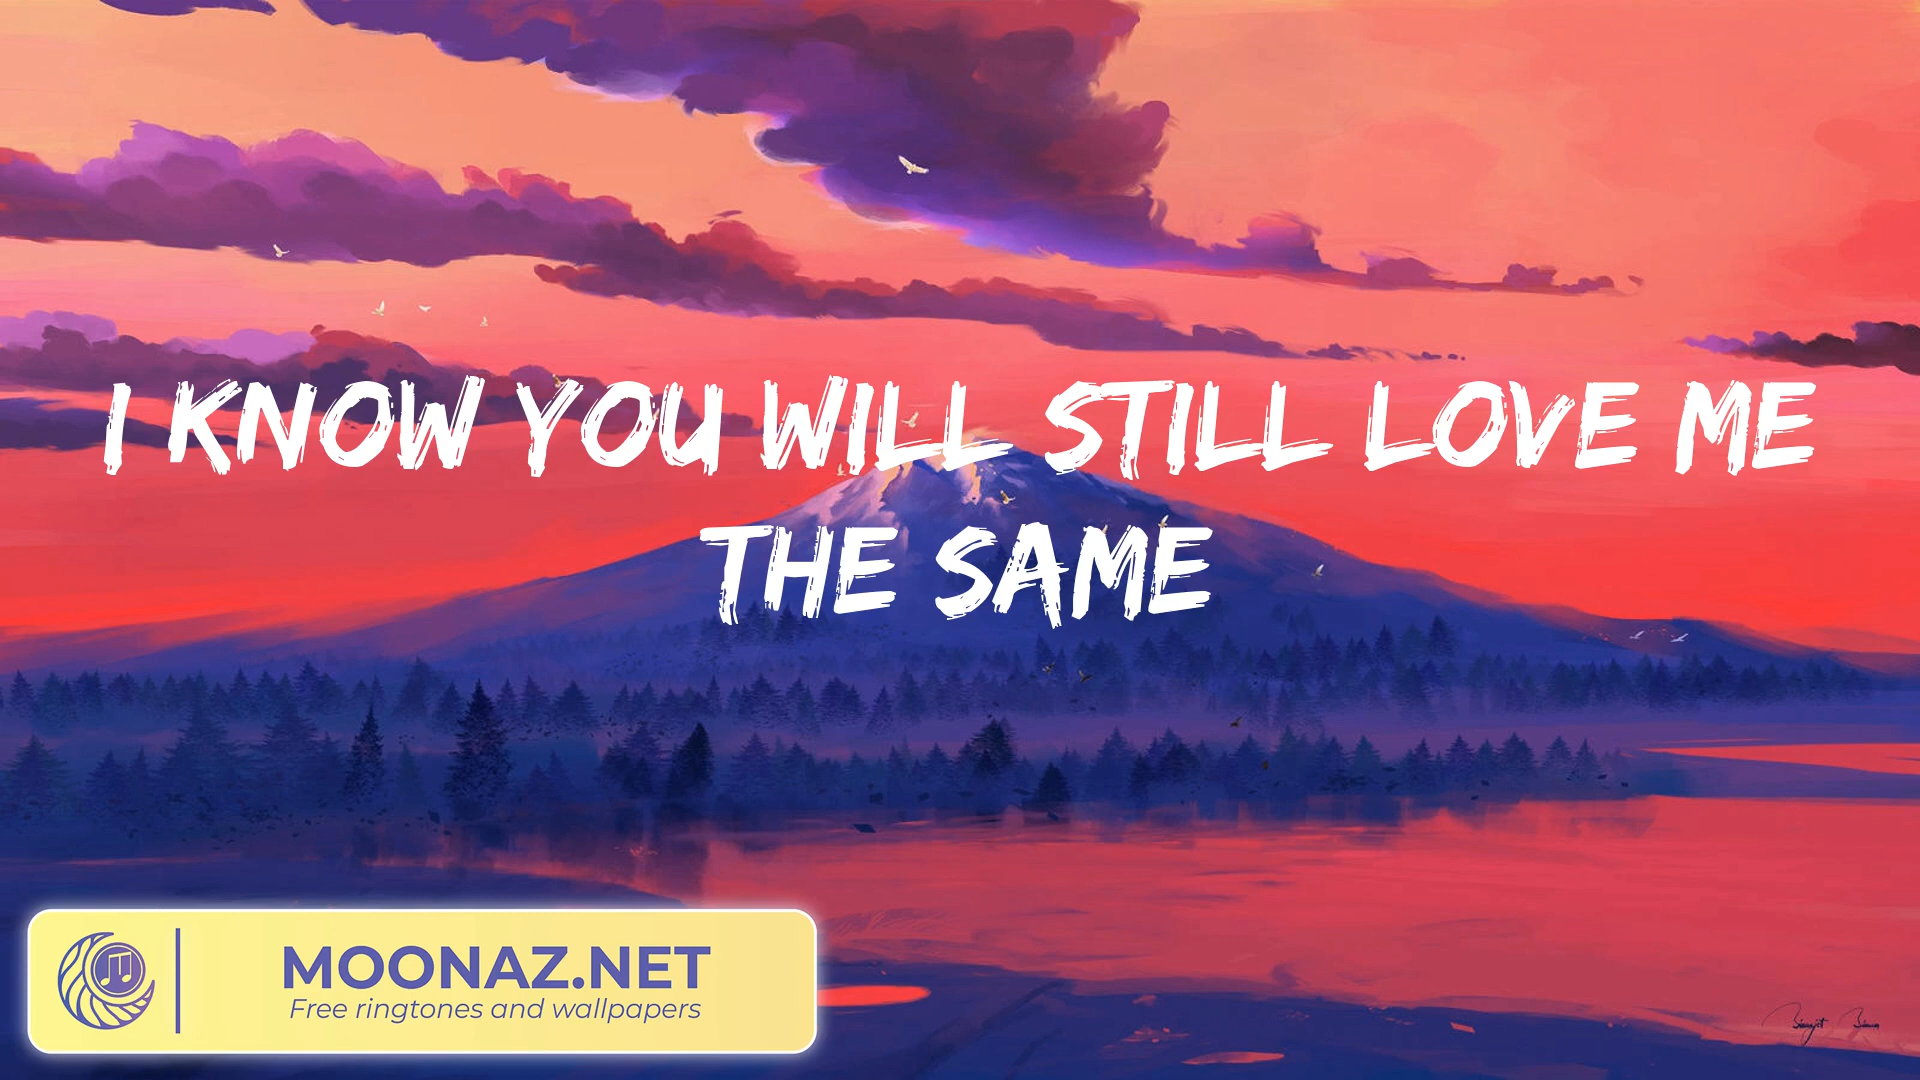 I KNOW YOU WILL STILL LOVE ME
THE SAME
MOONAZ.NET
Free ringtones and wallpapers